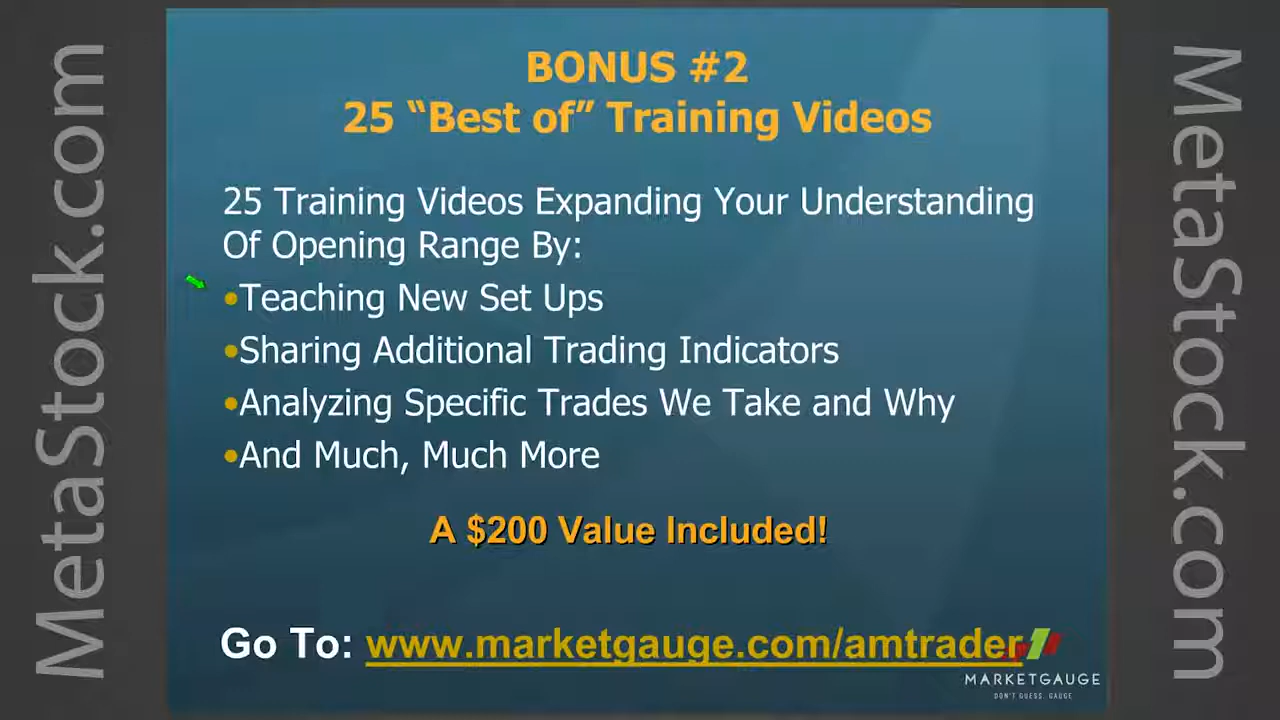 MetaStock.com
BONUS #2
25 “Best of” Training Videos
25 Training Videos Expanding Your Understanding
Of Opening Range By:
•Teaching New Set Ups
•Sharing Additional Trading Indicators
•Analyzing Specific Trades We Take and Why
•And Much, Much More
A $200 Value Included!
Go To: www.marketgauge.com/amtrader
MARKETGAUGE
DON'T GUESS. GAUGE
MetaStock.com